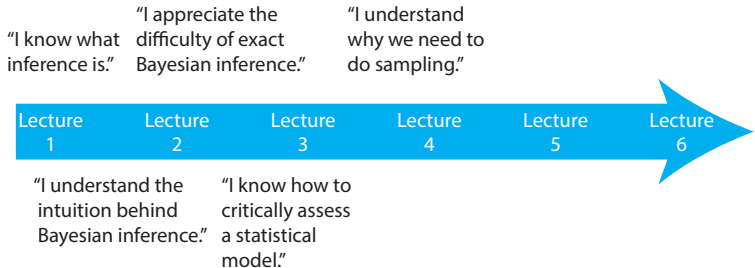 “I know what
inference is.”
“I appreciate the
difficulty of exact
Bayesian inference.”
“I understand
why we need to
do sampling.”
Lecture
1
Lecture
2
Lecture
3
Lecture
4
Lecture
5
Lecture
6
“I understand the
intuition behind
Bayesian inference.”
“I know how to
critically assess
a statistical
model.”